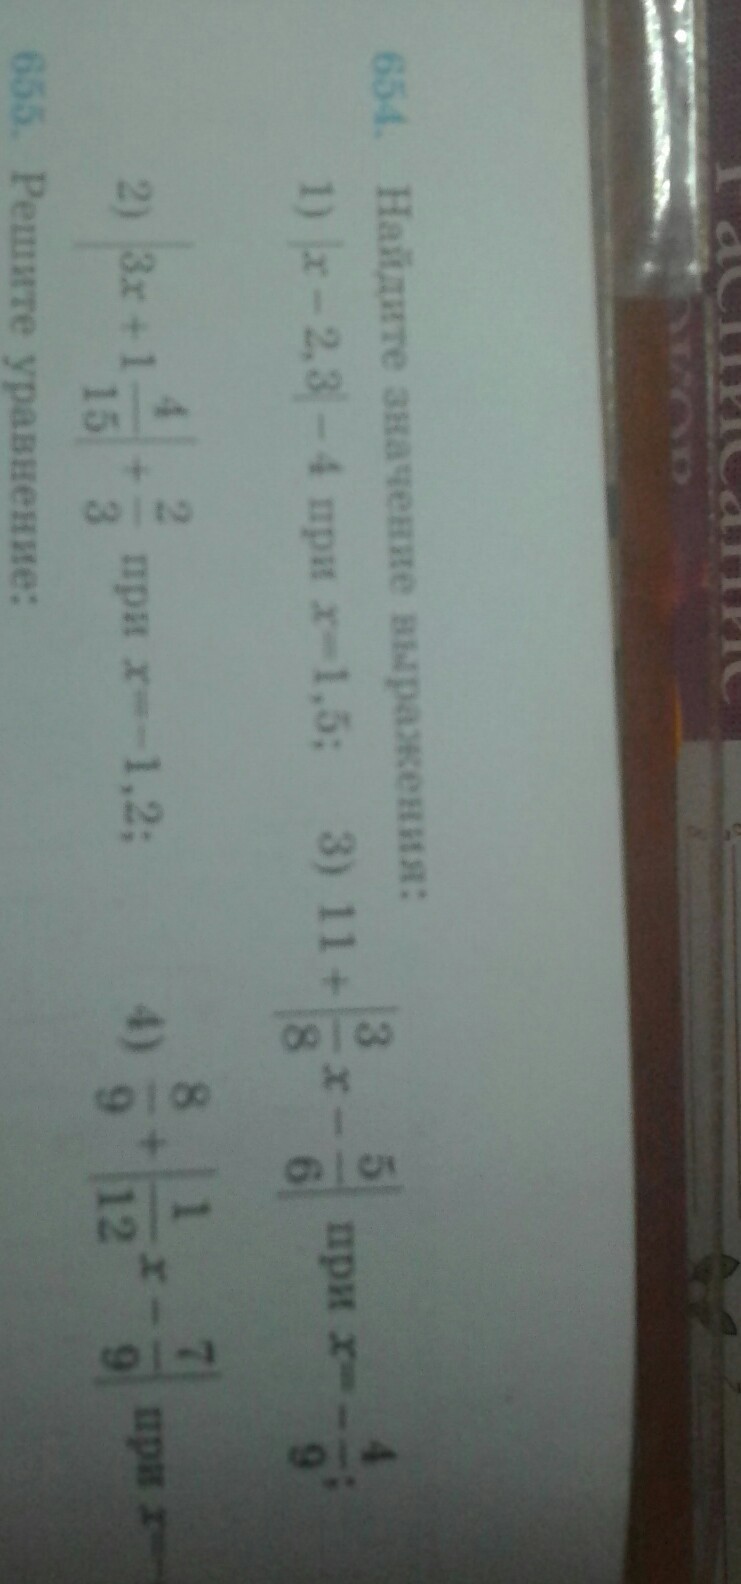 Расписание
654. Найдите значение выражения:
1) |x − 2,3| − 4 при x=1,5; 3) 11 + |3/8 x − 5/6| при x= −4/9;
2) |3x + 1 4/15| + 2/3 при x=−1,2; 4) 8/9 + |1/12 x − 7/9| при x=
655. Решите уравнение: